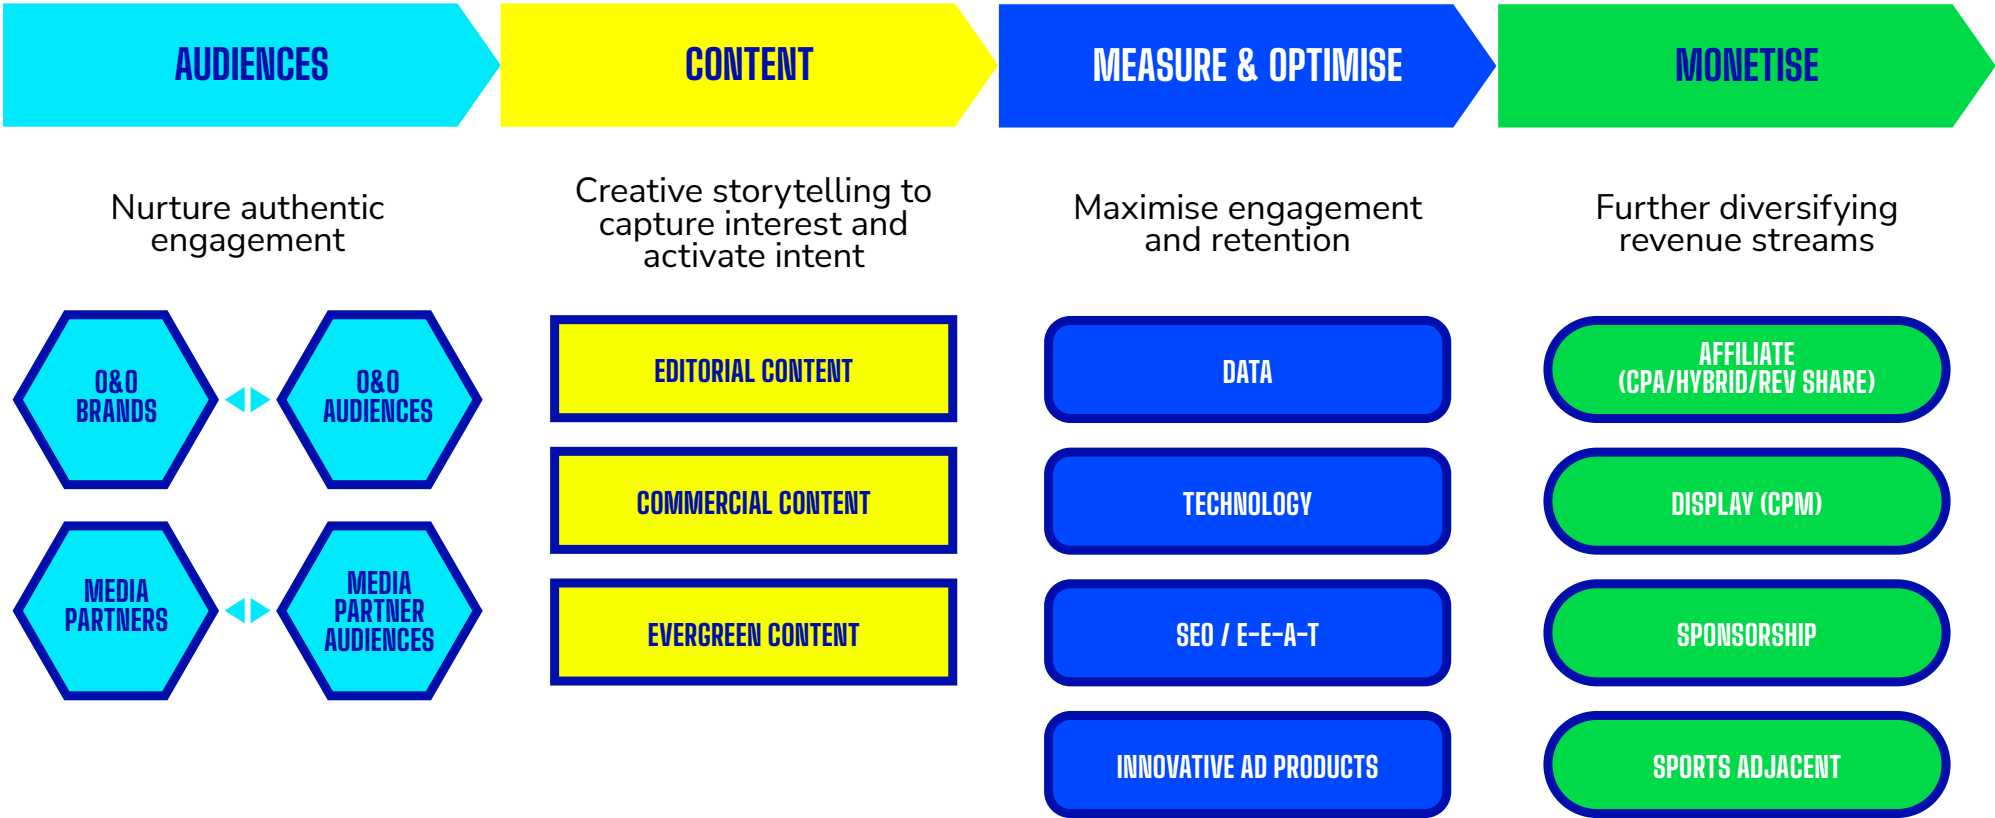 AUDIENCES
CONTENT
MEASURE & OPTIMISE
MONETISE
Nurture authentic
engagement
Creative storytelling to
capture interest and
activate intent
Maximise engagement
and retention
Further diversifying
revenue streams
O&O
BRANDS
O&O
AUDIENCES
MEDIA
PARTNERS
MEDIA
PARTNER
AUDIENCES
EDITORIAL CONTENT
COMMERCIAL CONTENT
EVERGREEN CONTENT
DATA
TECHNOLOGY
SEO / E-E-A-T
INNOVATIVE AD PRODUCTS
AFFILIATE
(CPA/HYBRID/REV SHARE)
DISPLAY (CPM)
SPONSORSHIP
SPORTS ADJACENT